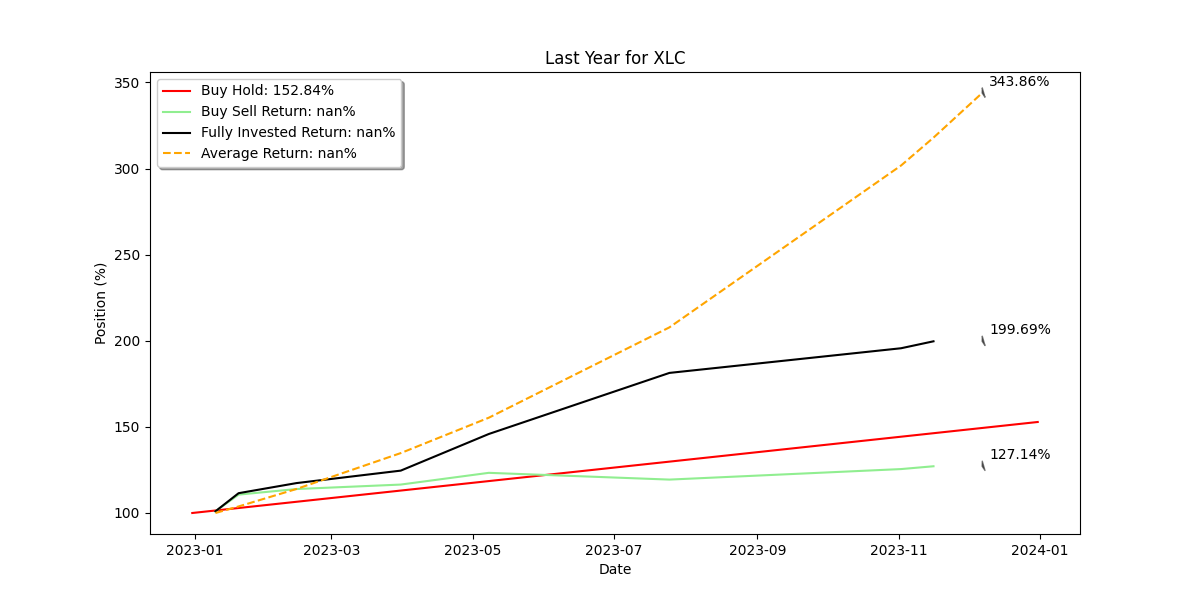 Last Year for XLC
350
300
250
200
150
100
Position (%)
Buy Hold: 152.84%
Buy Sell Return: nan%
Fully Invested Return: nan%
Average Return: nan%
343.86%
199.69%
127.14%
2023-01
2023-03
2023-05
2023-07
2023-09
2023-11
2024-01
Date